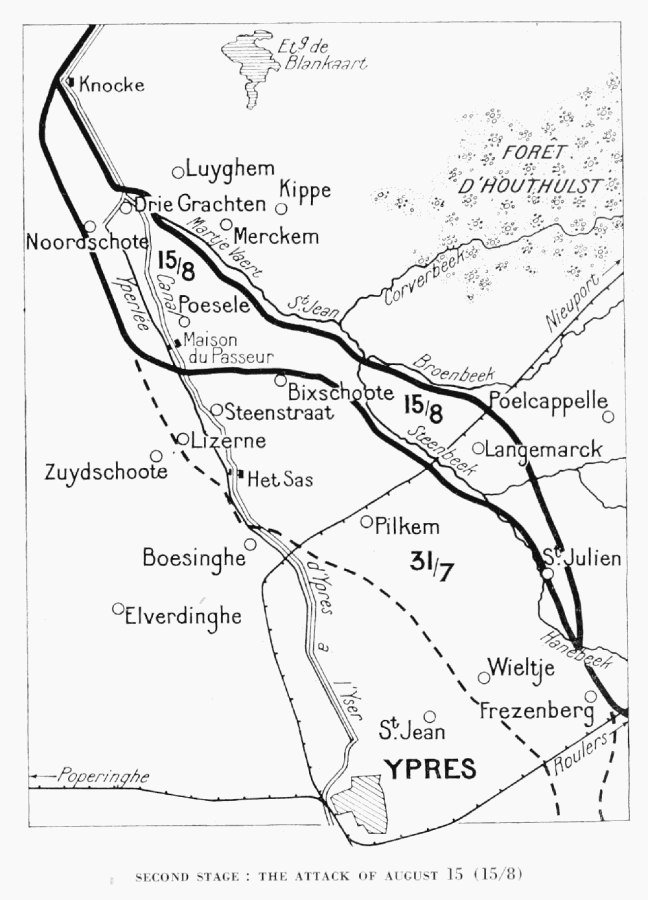 Etg de
Blankaart
Knocke
FORÊT
D'HOUTHULST
Luyghem
Kippe
Drie Grachten
Merckem
Noordschote
Martje Vaert
15/8
Corverbeek
Yperlée
Canal
Poesele
St Jean
Nieuport
Maison
du Passeur
Broenbeek
Bixschoote
15/8
Poelcappelle
Steenstraat
Steenbeek
Lizerne
Langemarck
Zuydschoote
Het Sas
Pilkem
Boesinghe
31/7
St. Julien
d'Ypres
Elverdinghe
à
Hanebeek
l'Yser
Wieltje
Frezenberg
St. Jean
Roulers
Poperinghe
YPRES
SECOND STAGE : THE ATTACK OF AUGUST 15 (15/8)